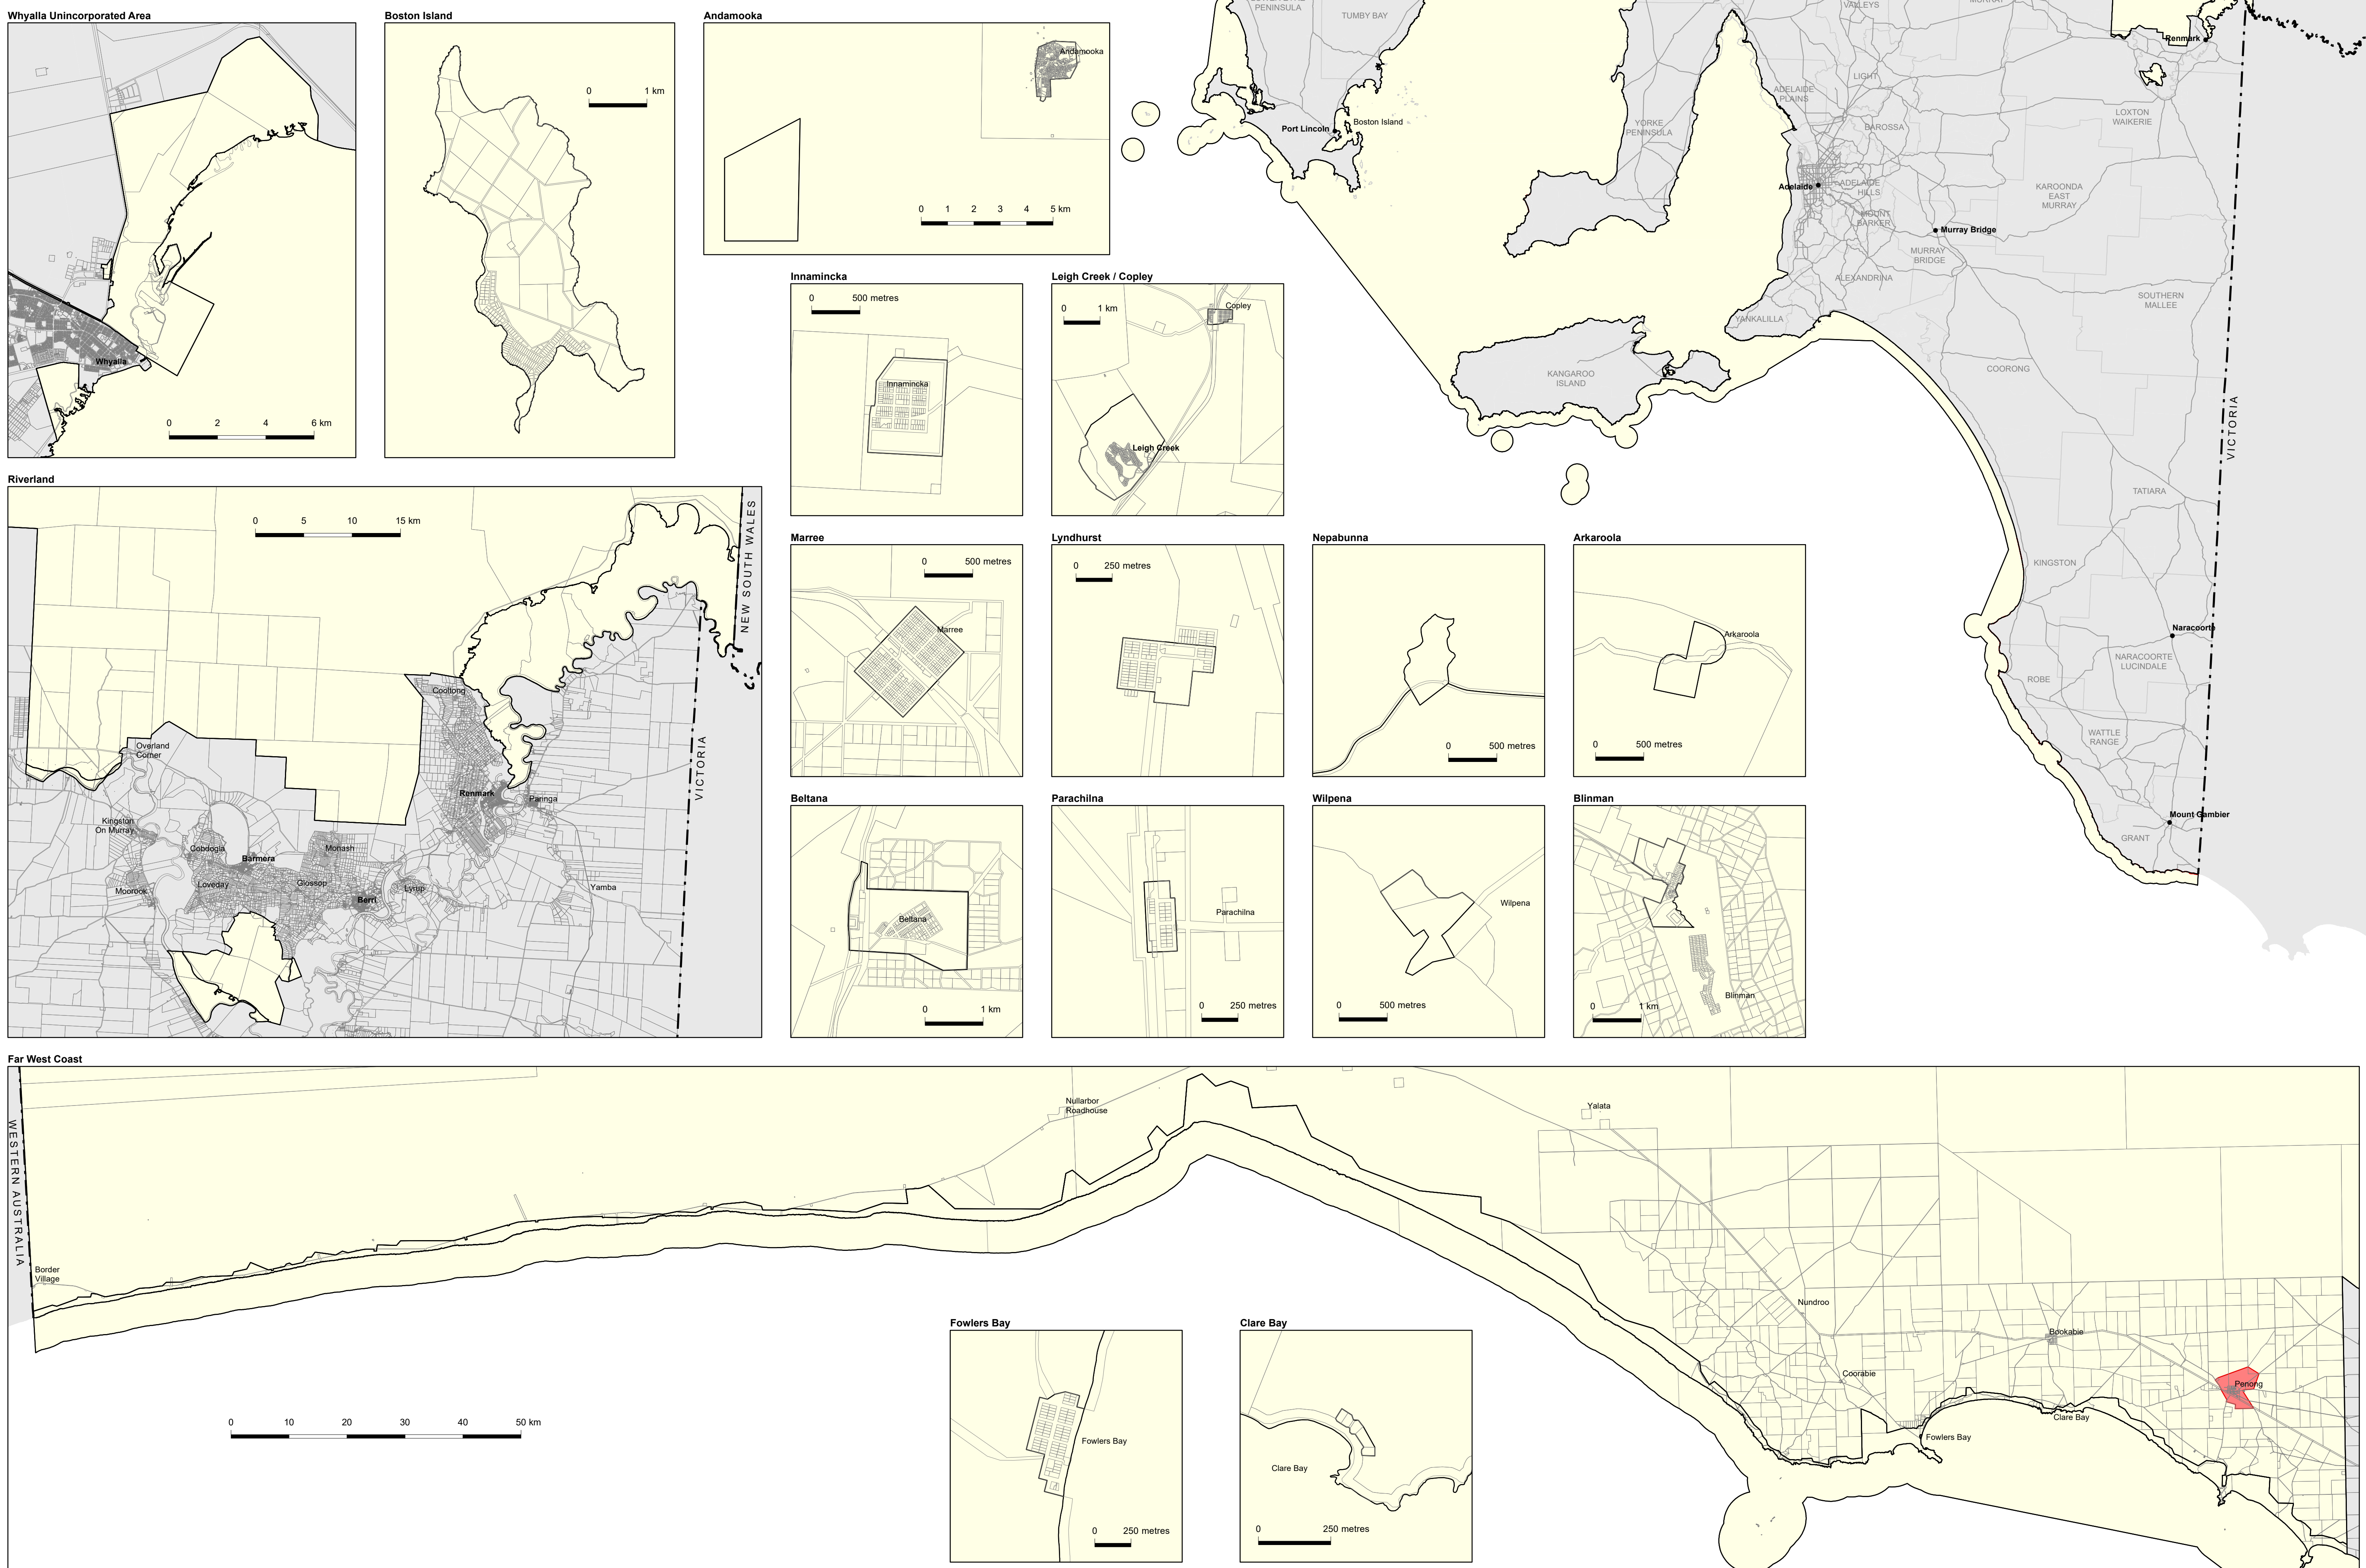 Whyalla Unincorporated Area
Whyalla
0 2 4 6 km
Boston Island
0 1 km
Andamooka
Andamooka
0 1 2 3 4 5 km
Innamincka
0 500 metres
Innamincka
Leigh Creek / Copley
0 1 km
Copley
Leigh Creek
PENINSULA
TUMBY BAY
Port Lincoln
Boston Island
YORKE
PENINSULA
VALLEYS
LIGHT
ADELAIDE
PLAINS
BAROSSA
Adelaide
ADELAIDE
HILLS
MOUNT
BARKER
Murray Bridge
MURRAY
BRIDGE
ALEXANDRINA
YANKALILLA
KANGAROO
ISLAND
Renmark
LOXTON
WAIKERIE
KAROONDA
EAST
MURRAY
SOUTHERN
MALLEE
COORONG
VICTORIA
TATIARA
KINGSTON
Naracoorte
NARACOORTE
LUCINDALE
ROBE
WATTLE
RANGE
Mount Gambier
GRANT
Riverland
0 5 10 15 km
NEW SOUTH WALES
VICTORIA
Cooltong
Overland
Corner
Renmark
Paringa
Kingston
On Murray
Cobdogla
Barmera
Monash
Moorook
Loveday
Glossop
Berri
Lyrup
Yamba
Marree
0 500 metres
Marree
Lyndhurst
0 250 metres
Nepabunna
0 500 metres
Arkaroola
Arkaroola
0 500 metres
Beltana
Beltana
0 1 km
Parachilna
Parachilna
0 250 metres
Wilpena
Wilpena
0 500 metres
Blinman
Blinman
0 1 km
Far West Coast
WESTERN AUSTRALIA
Border
Village
Nullarbor
Roadhouse
Yalata
Nundroo
Bookabie
Coorabie
Penong
Clare Bay
Fowlers Bay
0 10 20 30 40 50 km
Fowlers Bay
Fowlers Bay
0 250 metres
Clare Bay
Clare Bay
0 250 metres